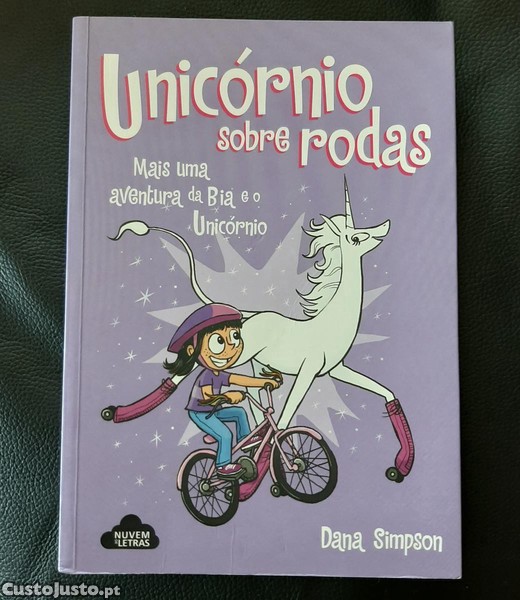 Unicórnio
sobre rodas
Mais uma
aventura da Bia e o
Unicórnio
NUVEM
DE LETRAS
Dana Simpson
CustoJusto.pt